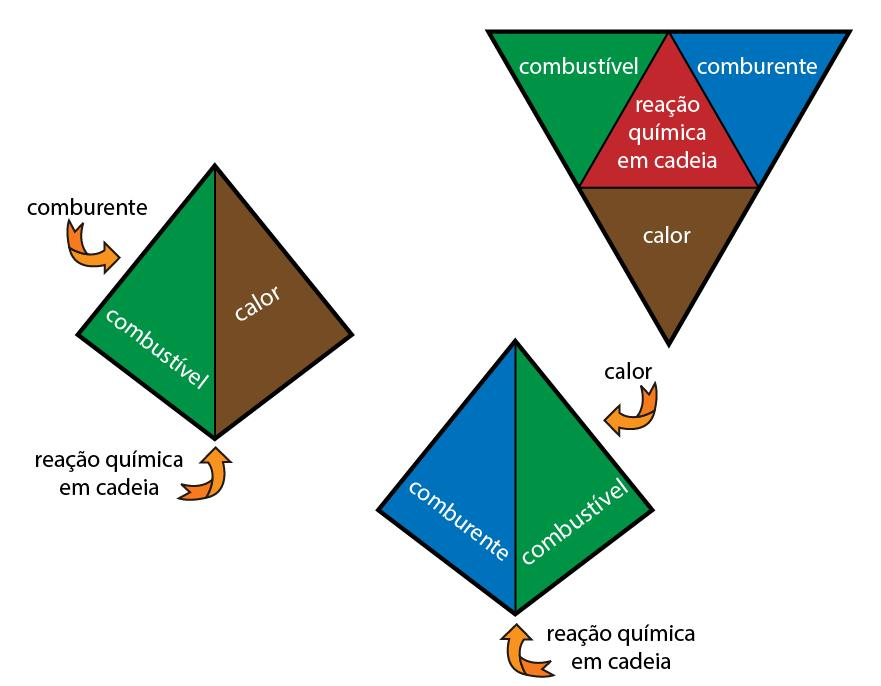 combustível
comburente
reação
química
em cadeia
calor
comburente
combustível
calor
reação química
em cadeia
calor
comburente
combustível
reação química
em cadeia